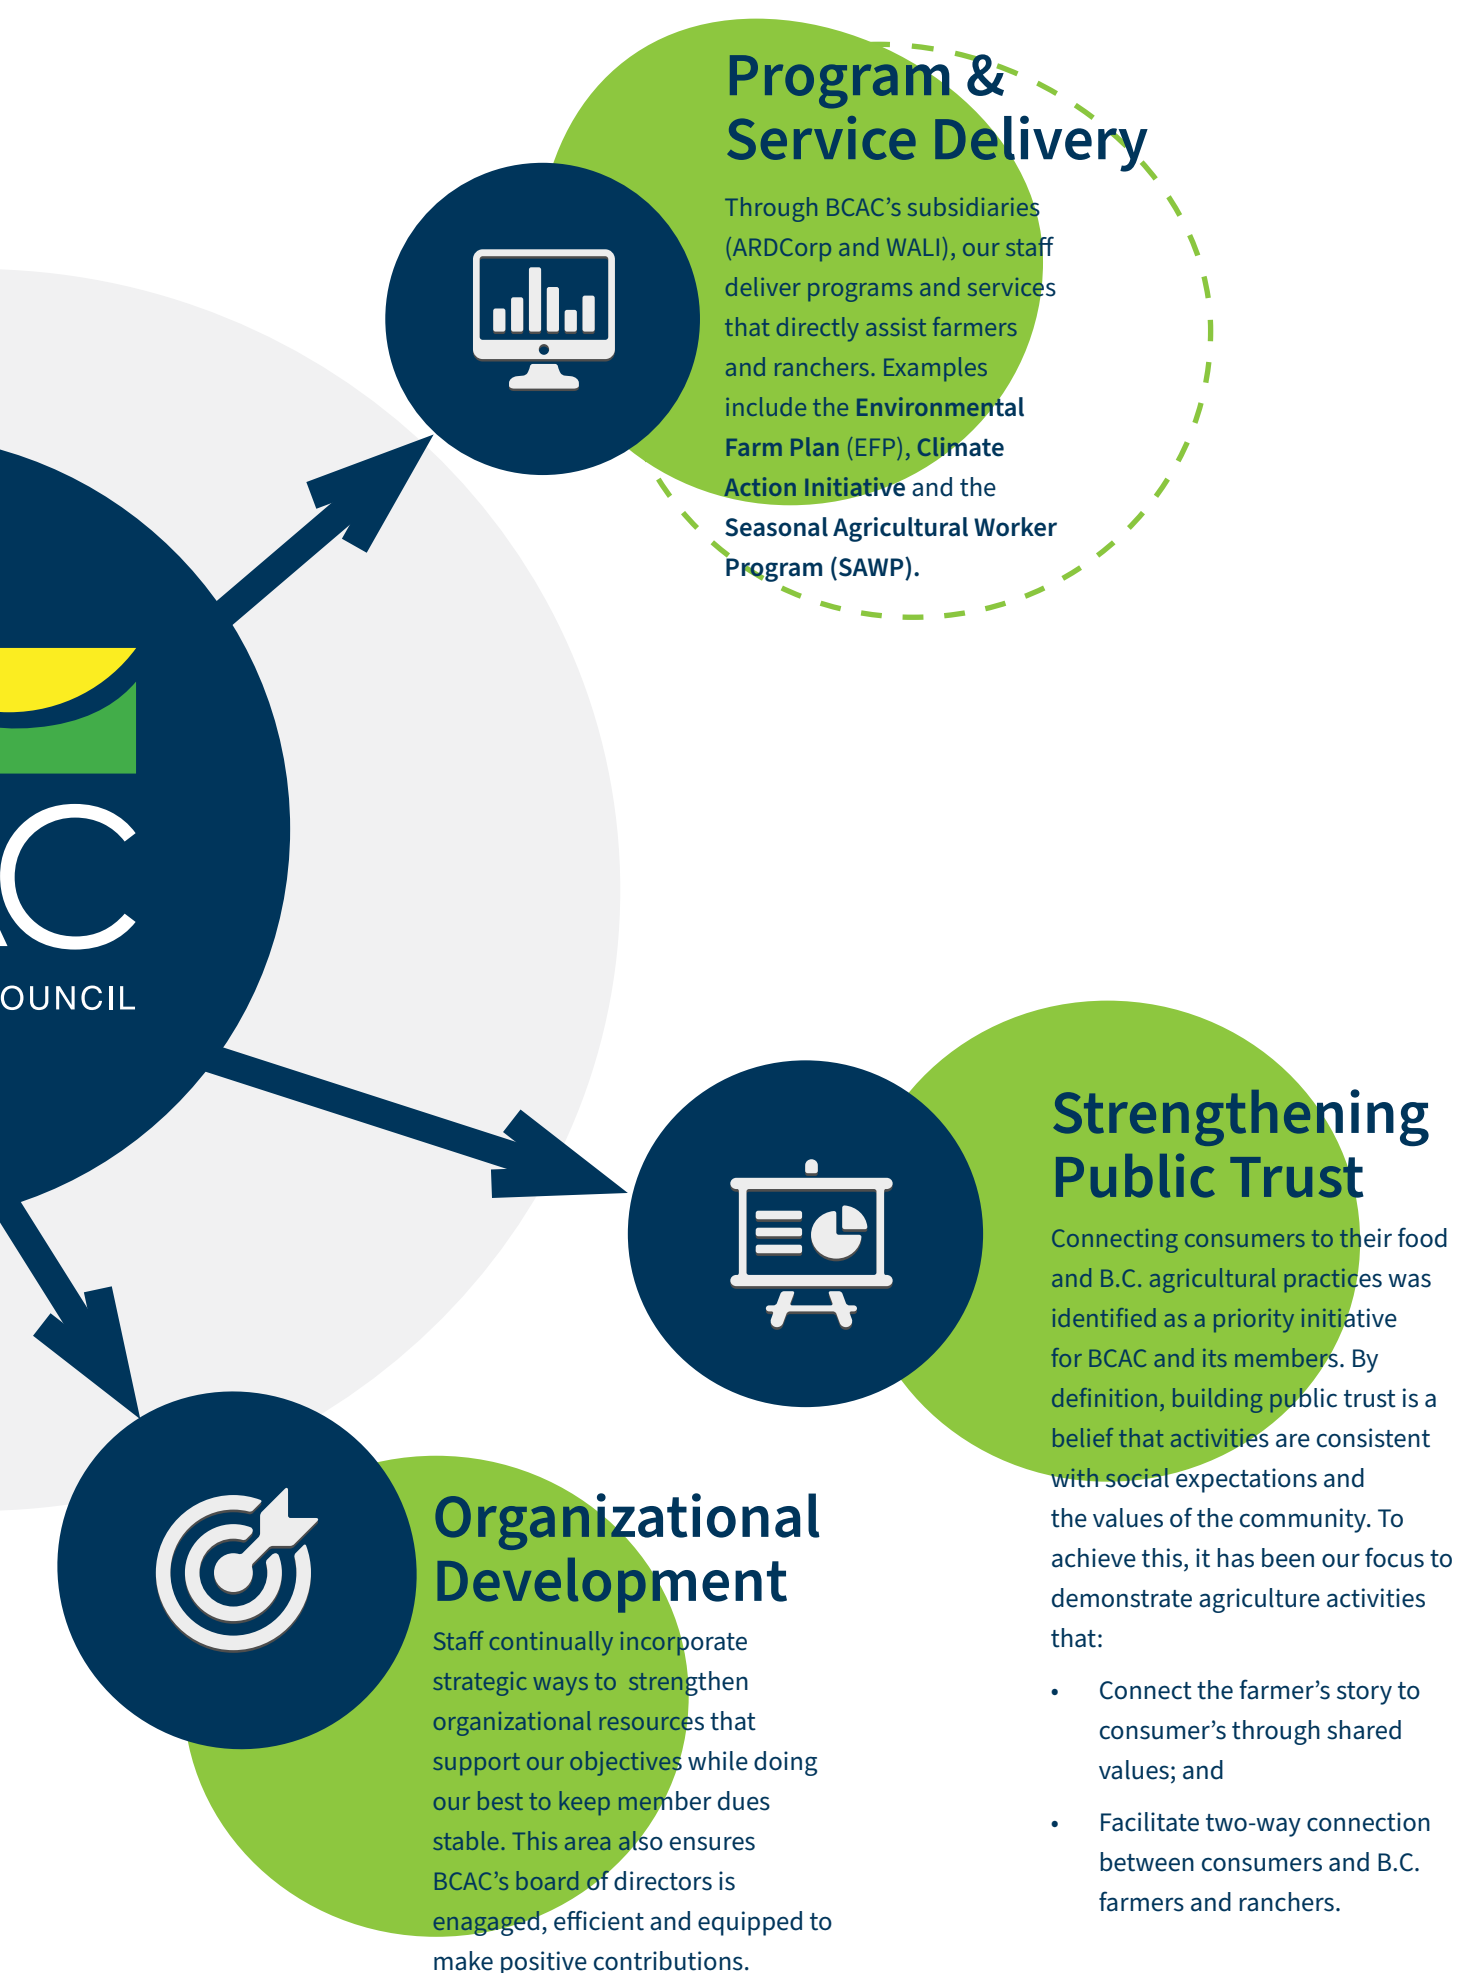 Program &
Service Delivery
Through BCAC’s subsidiaries
(ARDCorp and WALI), our staff
deliver programs and services
that directly assist farmers
and ranchers. Examples
include the Environmental
Farm Plan (EFP), Climate
Action Initiative and the
Seasonal Agricultural Worker
Program (SAWP).
C
OUNCIL
Strengthening
Public Trust
Connecting consumers to their food
and B.C. agricultural practices was
identified as a priority initiative
for BCAC and its members. By
definition, building public trust is a
belief that activities are consistent
with social expectations and
the values of the community. To
achieve this, it has been our focus to
demonstrate agriculture activities
that:
• Connect the farmer’s story to
consumer’s through shared
values; and
• Facilitate two-way connection
between consumers and B.C.
farmers and ranchers.
Organizational
Development
Staff continually incorporate
strategic ways to  strengthen
organizational resources that
support our objectives while doing
our best to keep member dues
stable. This area also ensures
BCAC’s board of directors is
enagaged, efficient and equipped to
make positive contributions.